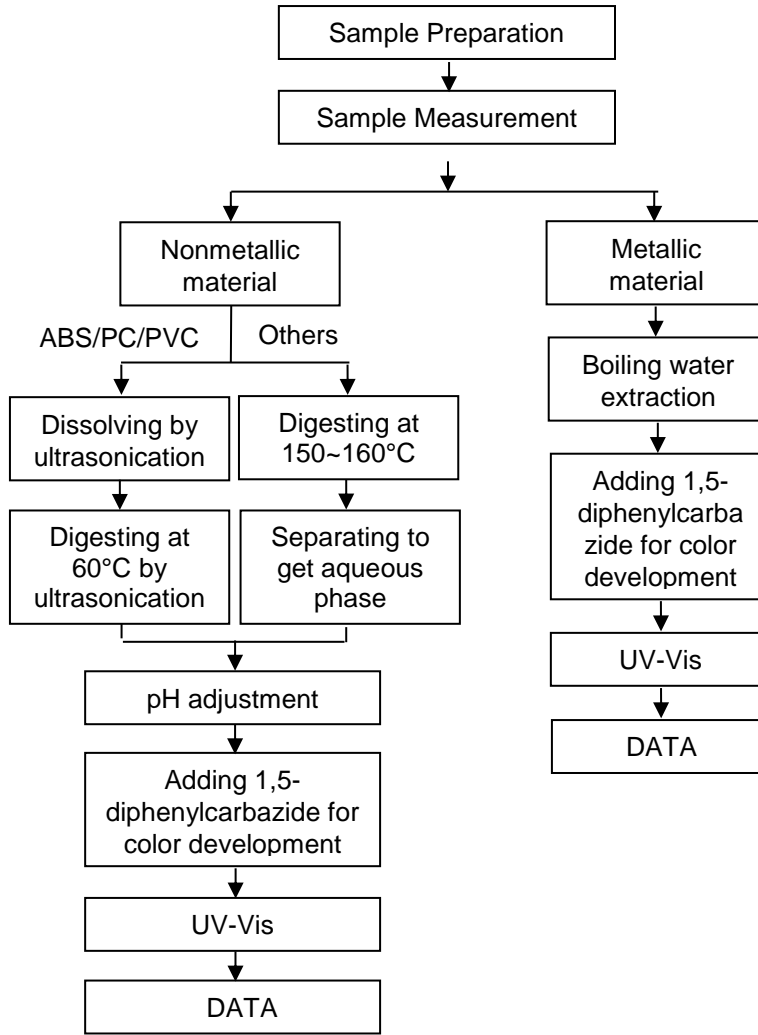 Sample Preparation
Sample Measurement
Nonmetallic
material
Metallic
material
ABS/PC/PVC
Others
Boiling water
extraction
Dissolving by
ultrasonication
Digesting at
150~160°C
Adding 1,5-
diphenylcarba
zide for color
development
Digesting at
60°C by
ultrasonication
Separating to
get aqueous
phase
UV-Vis
pH adjustment
DATA
Adding 1,5-
diphenylcarbazide for
color development
UV-Vis
DATA